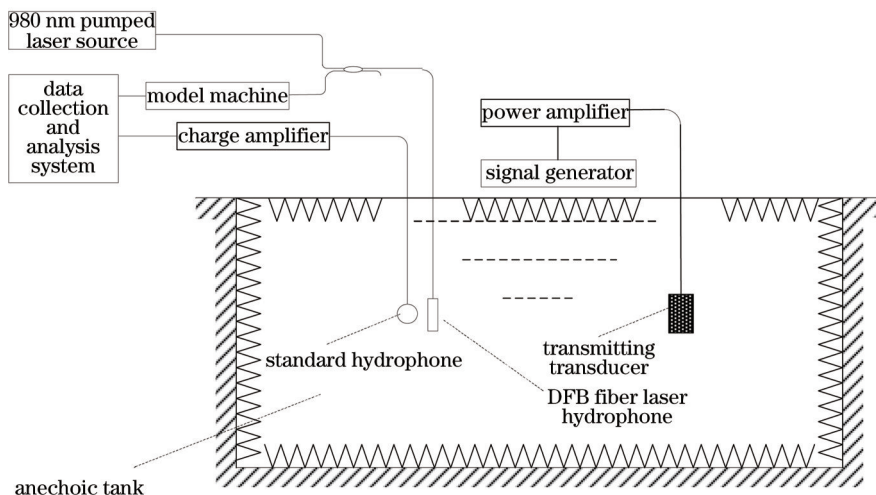 980 nm pumped
laser source
data
collection
and
analysis
system
model machine
charge amplifier
power amplifier
signal generator
standard hydrophone
transmitting
transducer
DFB fiber laser
hydrophone
anechoic tank